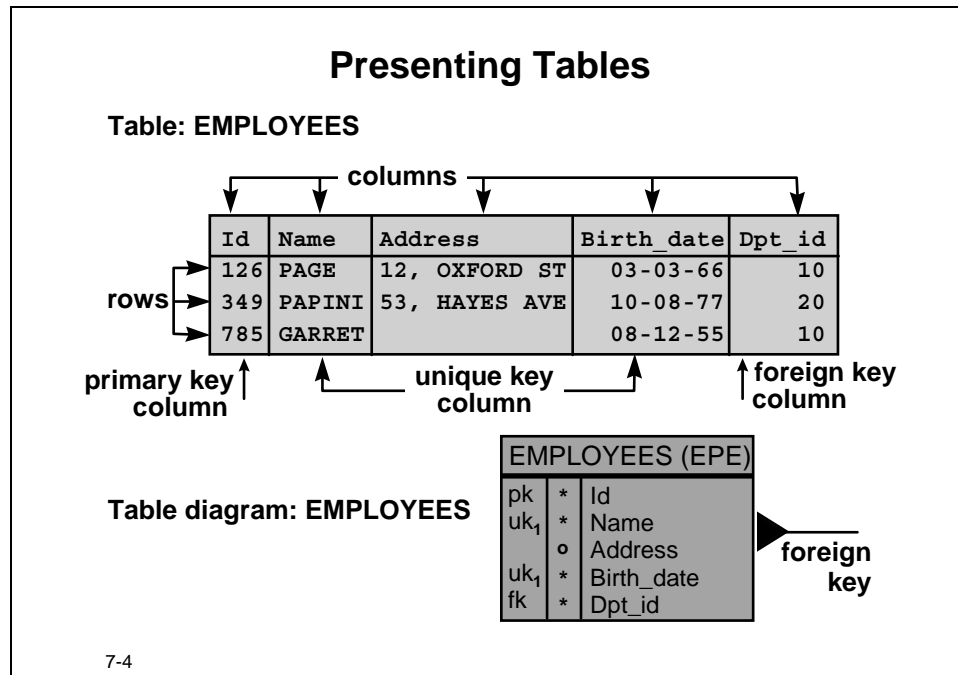 Presenting Tables
Table: EMPLOYEES
columns
Id Name Address Birth_date Dpt_id
126 PAGE 12, OXFORD ST 03-03-66 10
rows
349 PAPINI 53, HAYES AVE 10-08-77 20
785 GARRET 08-12-55 10
primary key
column
unique key
column
foreign key
column
Table diagram: EMPLOYEES
EMPLOYEES (EPE)
pk * Id
uk1 * Name
o Address
uk1 * Birth_date
fk * Dpt_id
foreign
key
7-4